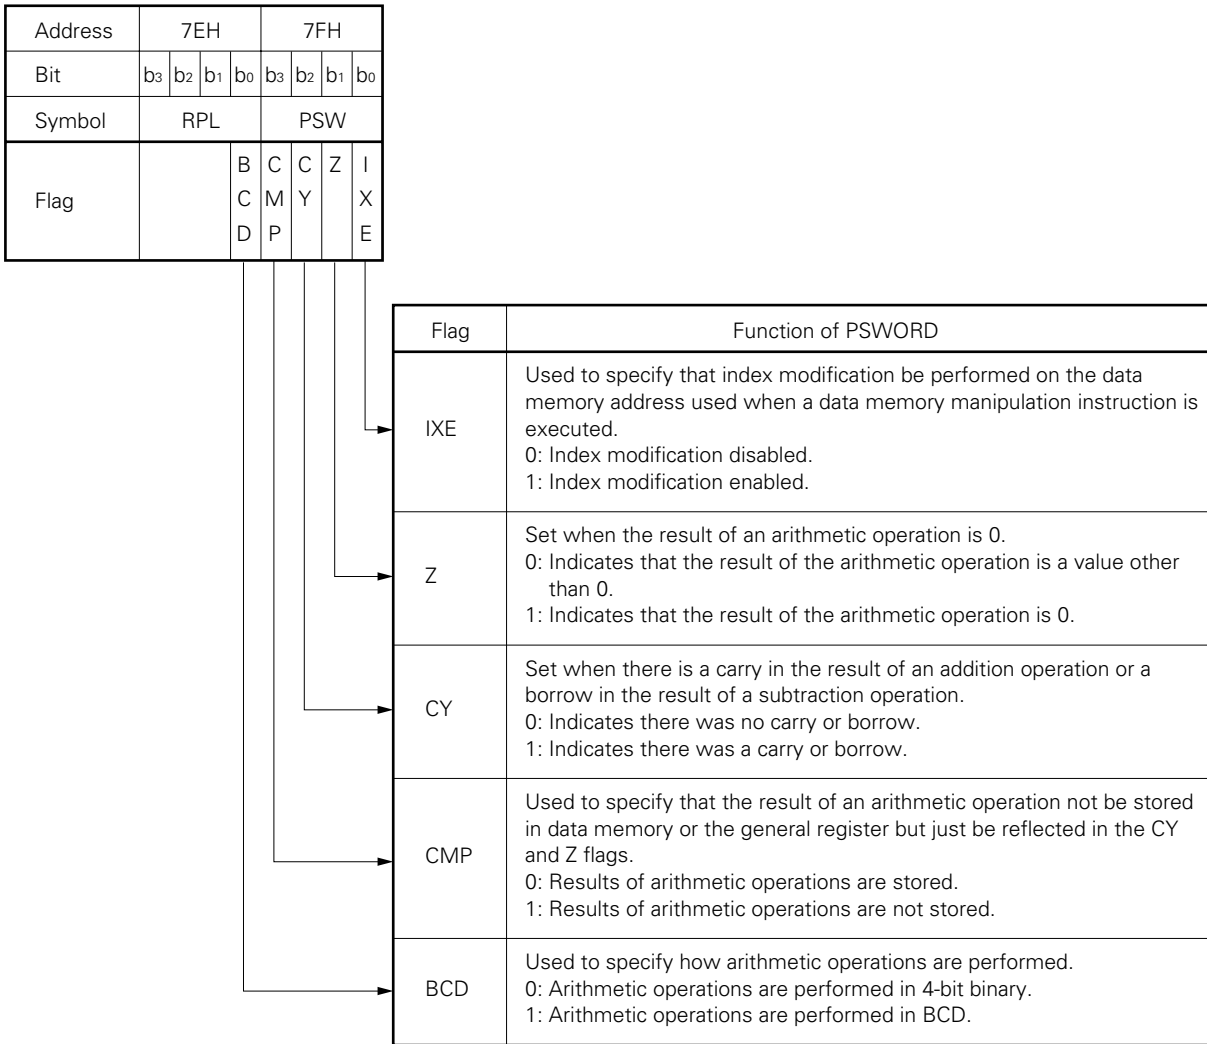 Address 7EH 7FH
Bit b3 b2 b1 b0 b3 b2 b1 b0
Symbol RPL PSW
Flag BCD CMP CY Z IXE
Flag Function of PSWORD
IXE
Used to specify that index modification be performed on the data
memory address used when a data memory manipulation instruction is
executed.
0: Index modification disabled.
1: Index modification enabled.
Z
Set when the result of an arithmetic operation is 0.
0: Indicates that the result of the arithmetic operation is a value other
than 0.
1: Indicates that the result of the arithmetic operation is 0.
CY
Set when there is a carry in the result of an addition operation or a
borrow in the result of a subtraction operation.
0: Indicates there was no carry or borrow.
1: Indicates there was a carry or borrow.
CMP
Used to specify that the result of an arithmetic operation not be stored
in data memory or the general register but just be reflected in the CY
and Z flags.
0: Results of arithmetic operations are stored.
1: Results of arithmetic operations are not stored.
BCD
Used to specify how arithmetic operations are performed.
0: Arithmetic operations are performed in 4-bit binary.
1: Arithmetic operations are performed in BCD.